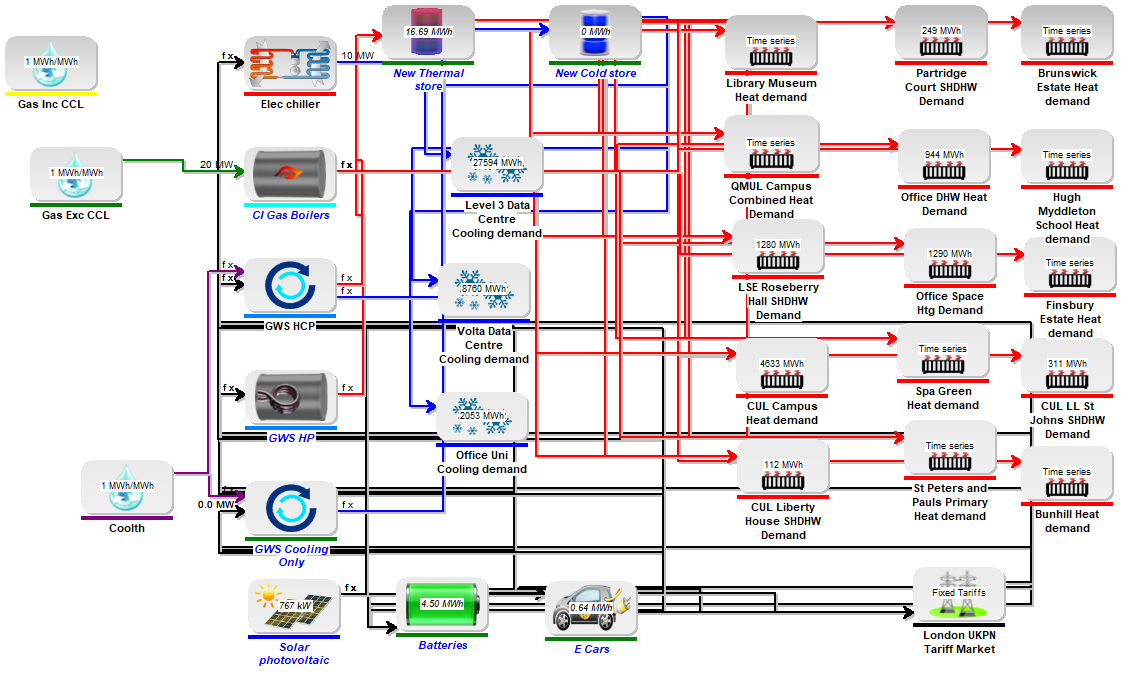 1 MWh/MWh
Gas Inc CCL
f x
Elec chiller
10 MW
16.69 MWh
New Thermal
store
0 MWh
New Cold store
Time series
Library Museum
Heat demand
249 MWh
Partridge
Court SHDHW
Demand
Time series
Brunswick
Estate Heat
demand
1 MWh/MWh
Gas Exc CCL
20 MW
f x
CI Gas Boilers
27594 MWh
Level 3 Data
Centre
Cooling demand
Time series
QMUL Campus
Combined Heat
Demand
944 MWh
Office DHW Heat
Demand
Time series
Hugh
Myddleton
School Heat
demand
f x
f x
f x
f x
GWS HCP
8760 MWh
Volta Data
Centre
Cooling demand
1280 MWh
LSE Roseberry
Hall SHDHW
Demand
1290 MWh
Office Space
Htg Demand
Time series
Finsbury
Estate Heat
demand
f x
f x
GWS HP
2053 MWh
Office Uni
Cooling demand
4633 MWh
CUL Campus
Heat demand
Time series
Spa Green
Heat demand
311 MWh
CUL LL St
Johns SHDHW
Demand
1 MWh/MWh
Coolth
f x
0.0 MW
f x
GWS Cooling
Only
112 MWh
CUL Liberty
House SHDHW
Demand
Time series
St Peters and
Pauls Primary
Heat demand
Time series
Bunhill Heat
demand
767 kW
f x
Solar
photovoltaic
4.50 MWh
Batteries
0.64 MWh
E Cars
Fixed Tariffs
London UKPN
Tariff Market